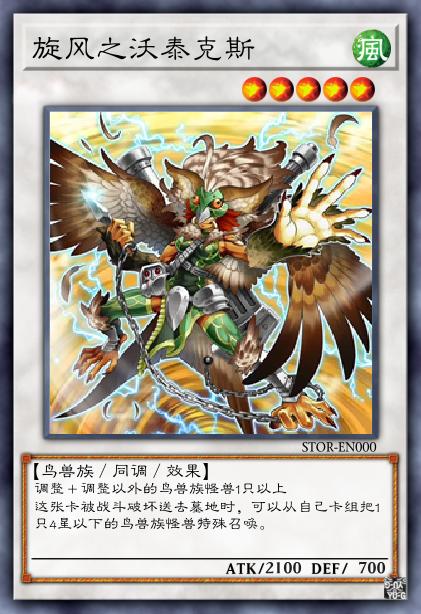 旋风之沃泰克斯
風
STOR-EN000
【鸟兽族／同调／效果】
调整＋调整以外的鸟兽族怪兽1只以上
这张卡被战斗破坏送去墓地时，可以从自己卡组把1
只4星以下的鸟兽族怪兽特殊召唤。
ATK/2100 DEF/ 700